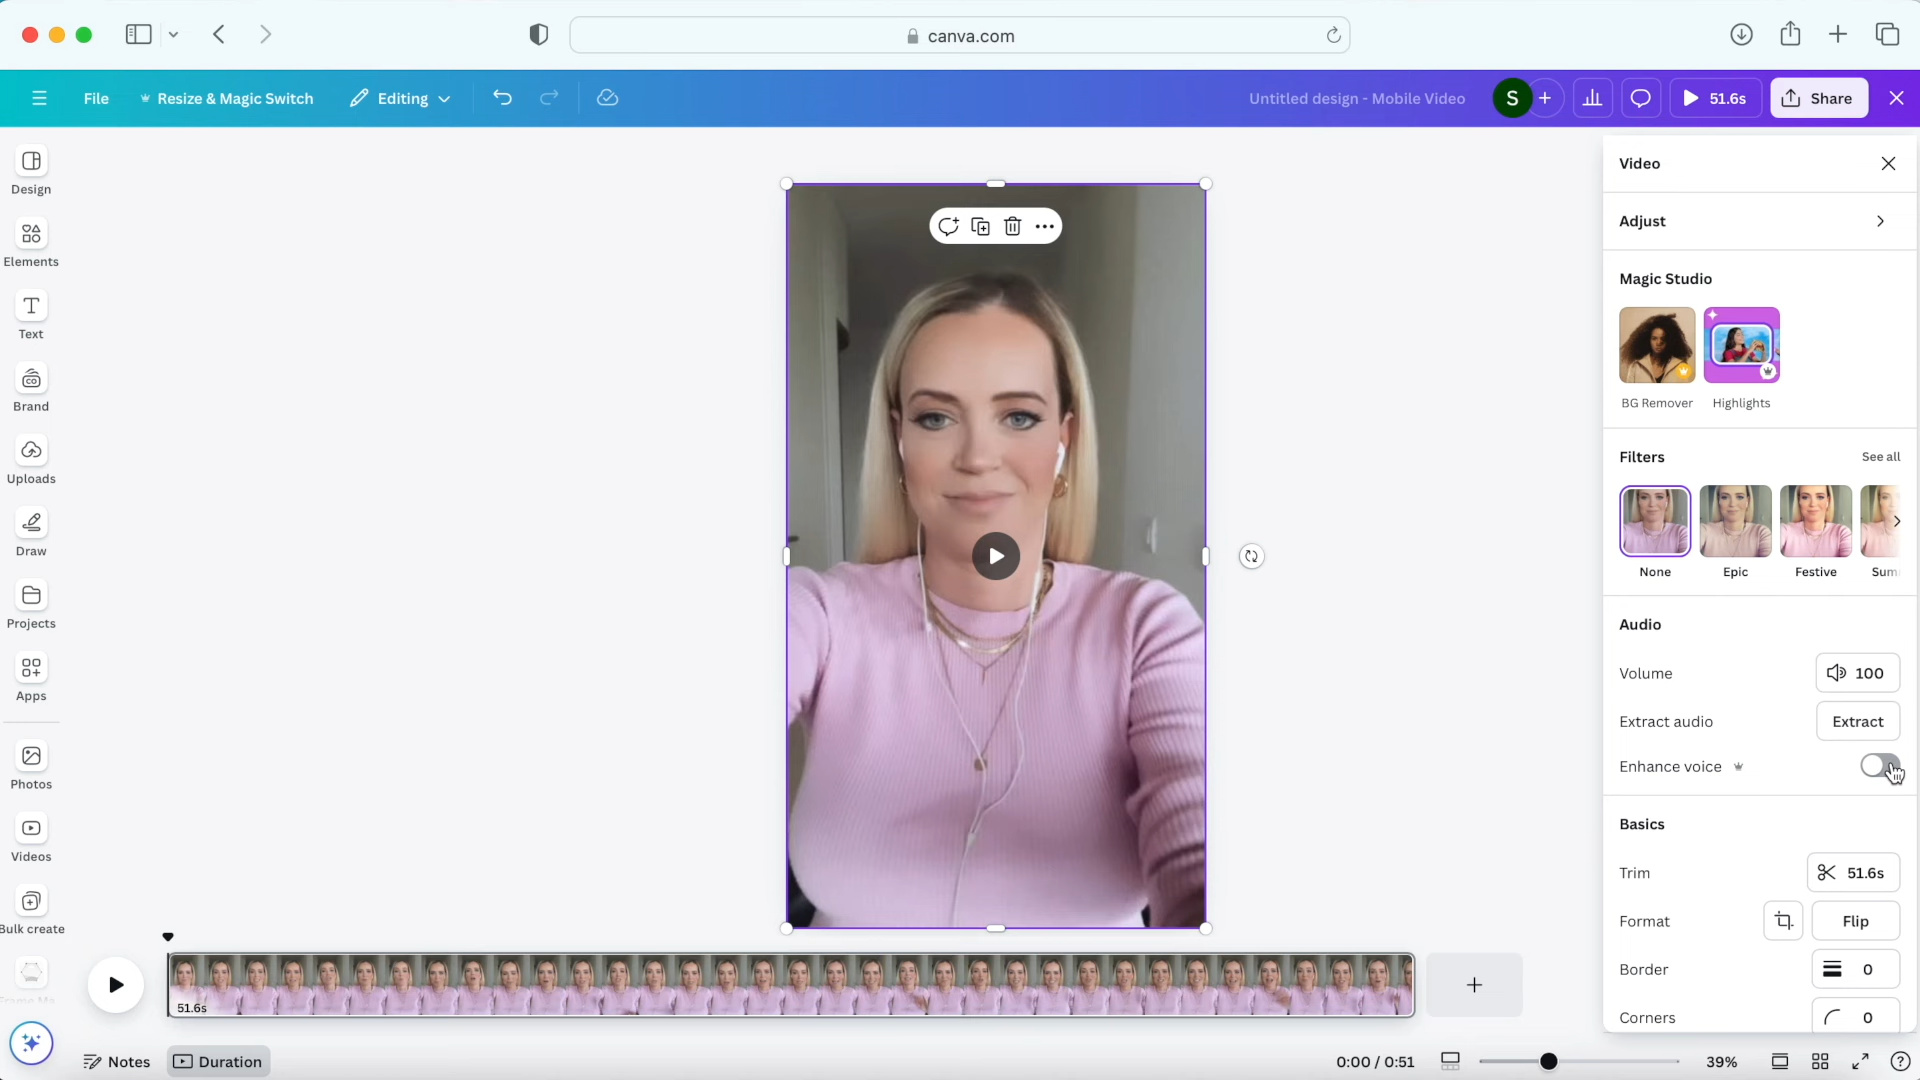 canva.com
File
Resize & Magic Switch
Editing
Untitled design - Mobile Video
S
51.6s
Share
Design
Elements
Text
Brand
Uploads
Draw
Projects
Apps
Photos
Videos
Bulk create
Video
Adjust
Magic Studio
BG Remover
Highlights
Filters
See all
None
Epic
Festive
Sum
Audio
Volume
100
Extract audio
Extract
Enhance voice
Basics
Trim
51.6s
Format
Flip
Border
0
Corners
0
51.6s
Notes
Duration
0:00 / 0:51
39%